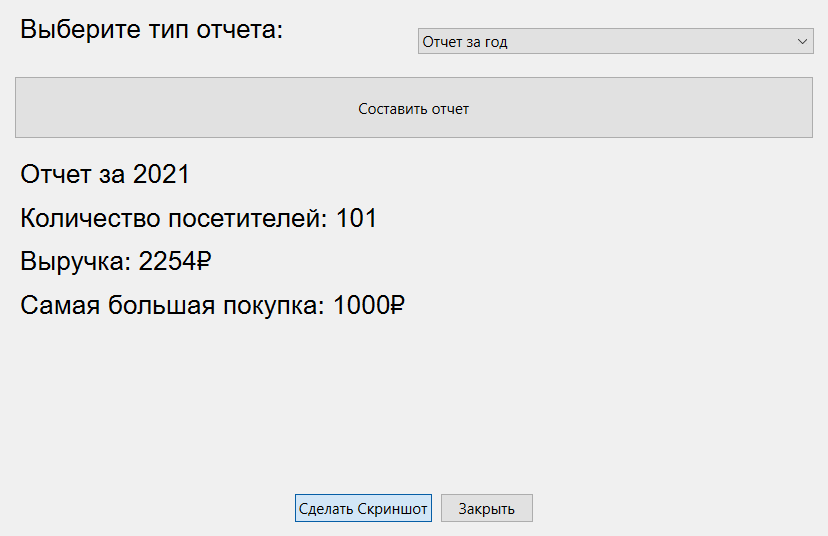 Выберите тип отчета:
Отчет за год
Составить отчет
Отчет за 2021
Количество посетителей: 101
Выручка: 2254₽
Самая большая покупка: 1000₽
Сделать Скриншот
Закрыть